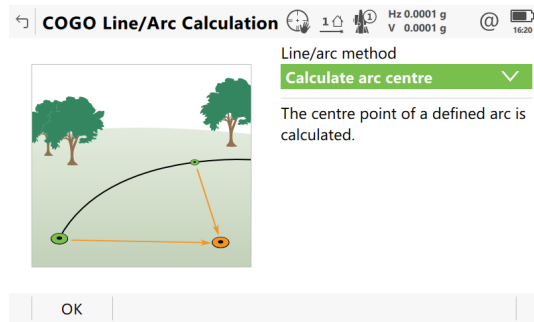 COGO Line/Arc Calculation
1
1
Hz 0.0001 g
V 0.0001 g
@
16:20
Line/arc method
Calculate arc centre
The centre point of a defined arc is
calculated.
OK